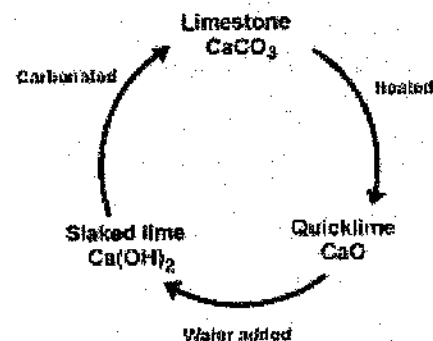 Limestone
CaCO₃
Carbonated
Heated
Slaked lime
Ca(OH)₂
Quicklime
CaO
Water added